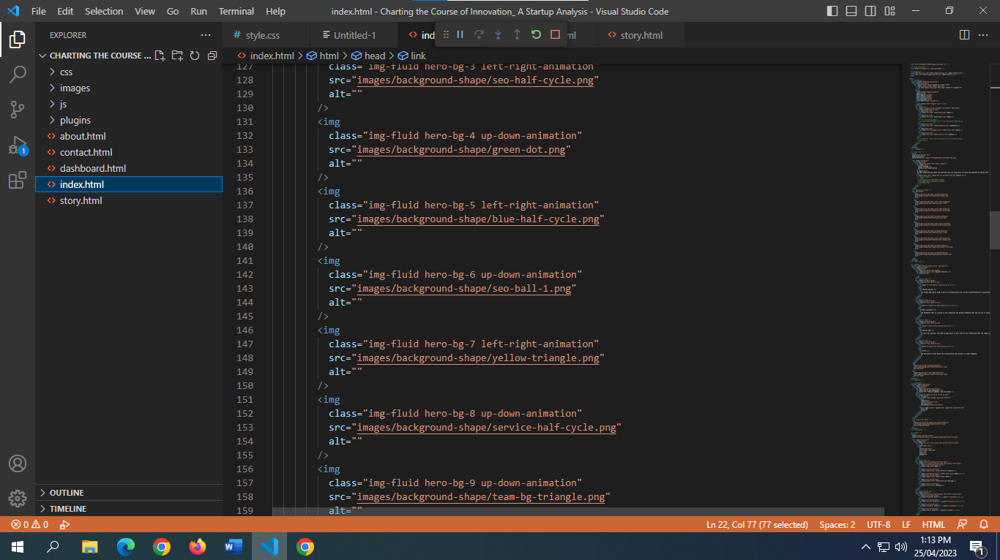 File Edit Selection View Go Run Terminal Help
index.html - Charting the Course of Innovation_ A Startup Analysis - Visual Studio Code
EXPLORER
CHARTING THE COURSE ...
css
images
js
plugins
about.html
contact.html
dashboard.html
index.html
story.html
OUTLINE
TIMELINE
1
# style.css
Untitled-1
<> ind
ml
<> story.html
<> index.html > html > head > link
127 class="img-fluid hero-bg-3 left-right-animation"
128 src="images/background-shape/seo-half-cycle.png"
129 alt=""
130 />
131 <img
132 class="img-fluid hero-bg-4 up-down-animation"
133 src="images/background-shape/green-dot.png"
134 alt=""
135 />
136 <img
137 class="img-fluid hero-bg-5 left-right-animation"
138 src="images/background-shape/blue-half-cycle.png"
139 alt=""
140 />
141 <img
142 class="img-fluid hero-bg-6 up-down-animation"
143 src="images/background-shape/seo-ball-1.png"
144 alt=""
145 />
146 <img
147 class="img-fluid hero-bg-7 left-right-animation"
148 src="images/background-shape/yellow-triangle.png"
149 alt=""
150 />
151 <img
152 class="img-fluid hero-bg-8 up-down-animation"
153 src="images/background-shape/service-half-cycle.png"
154 alt=""
155 />
156 <img
157 class="img-fluid hero-bg-9 up-down-animation"
158 src="images/background-shape/team-bg-triangle.png"
159 alt=""
0 0
Ln 22, Col 77 (77 selected) Spaces: 2 UTF-8 LF HTML
1:13 PM
25/04/2023
1